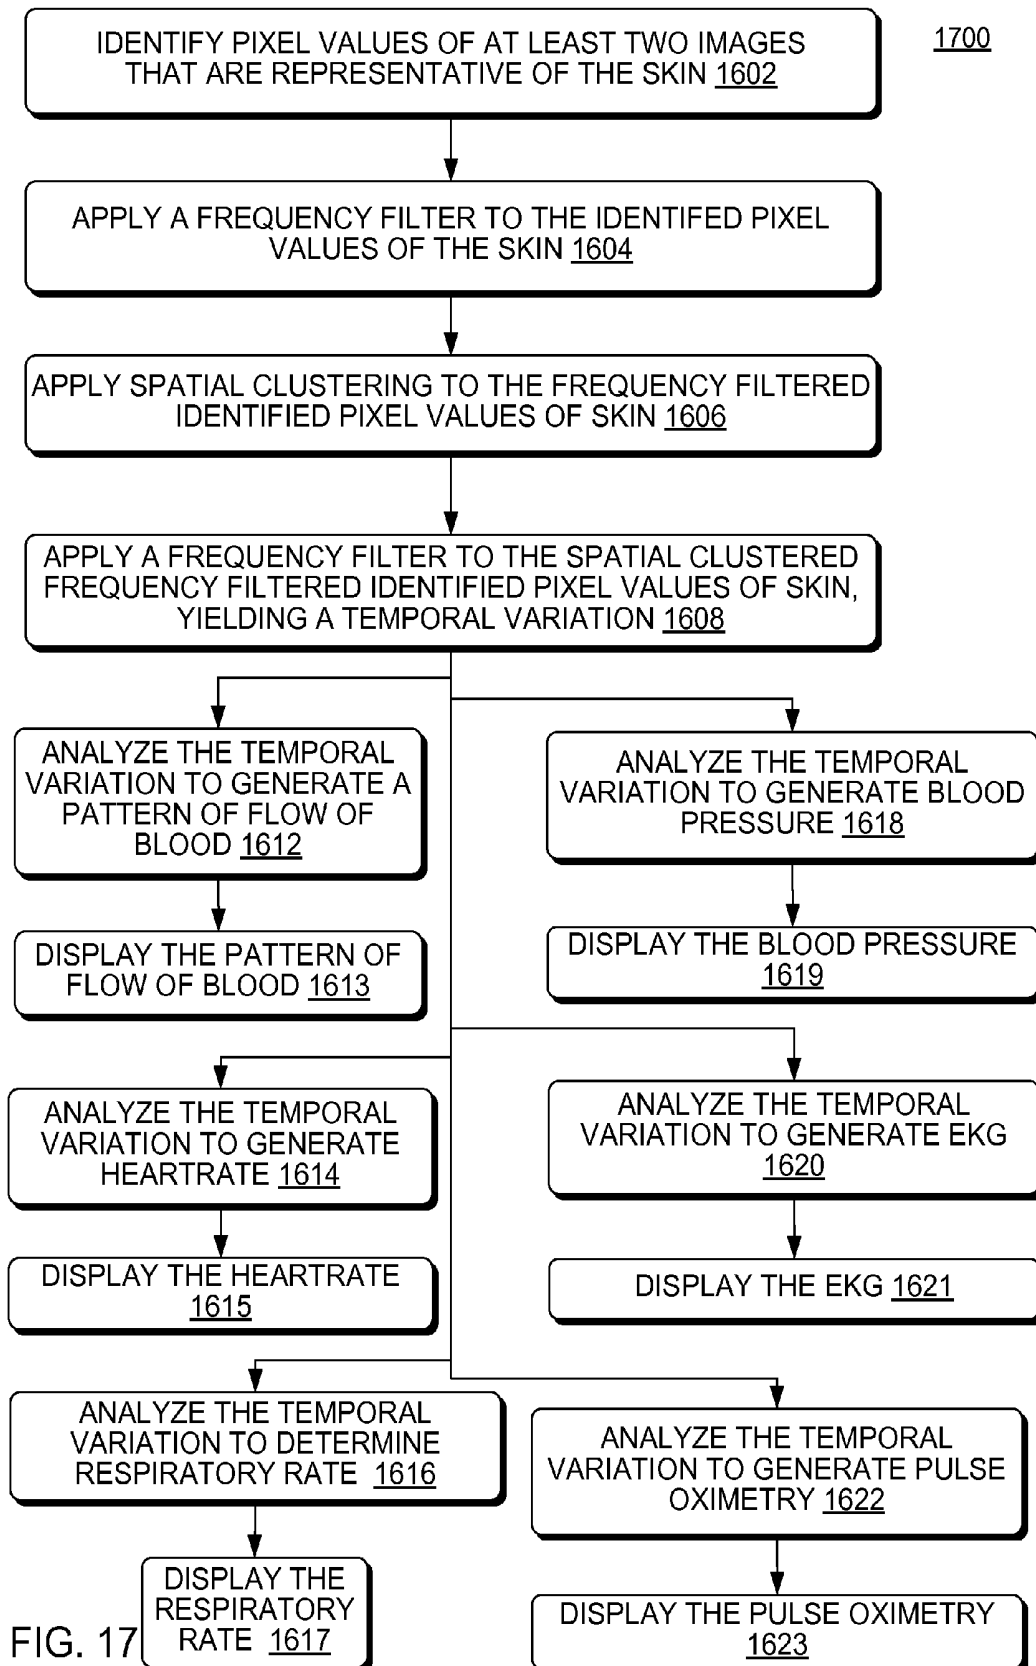 IDENTIFY PIXEL VALUES OF AT LEAST TWO IMAGES
THAT ARE REPRESENTATIVE OF THE SKIN 1602
1700
APPLY A FREQUENCY FILTER TO THE IDENTIFED PIXEL
VALUES OF THE SKIN 1604
APPLY SPATIAL CLUSTERING TO THE FREQUENCY FILTERED
IDENTIFIED PIXEL VALUES OF SKIN 1606
APPLY A FREQUENCY FILTER TO THE SPATIAL CLUSTERED
FREQUENCY FILTERED IDENTIFIED PIXEL VALUES OF SKIN,
YIELDING A TEMPORAL VARIATION 1608
ANALYZE THE TEMPORAL
VARIATION TO GENERATE A
PATTERN OF FLOW OF
BLOOD 1612
ANALYZE THE TEMPORAL
VARIATION TO GENERATE BLOOD
PRESSURE 1618
DISPLAY THE PATTERN OF
FLOW OF BLOOD 1613
DISPLAY THE BLOOD PRESSURE
1619
ANALYZE THE TEMPORAL
VARIATION TO GENERATE
HEARTRATE 1614
ANALYZE THE TEMPORAL
VARIATION TO GENERATE EKG
1620
DISPLAY THE HEARTRATE
1615
DISPLAY THE EKG 1621
ANALYZE THE TEMPORAL
VARIATION TO DETERMINE
RESPIRATORY RATE 1616
ANALYZE THE TEMPORAL
VARIATION TO GENERATE PULSE
OXIMETRY 1622
DISPLAY THE
RESPIRATORY
RATE 1617
DISPLAY THE PULSE OXIMETRY
1623
FIG. 17